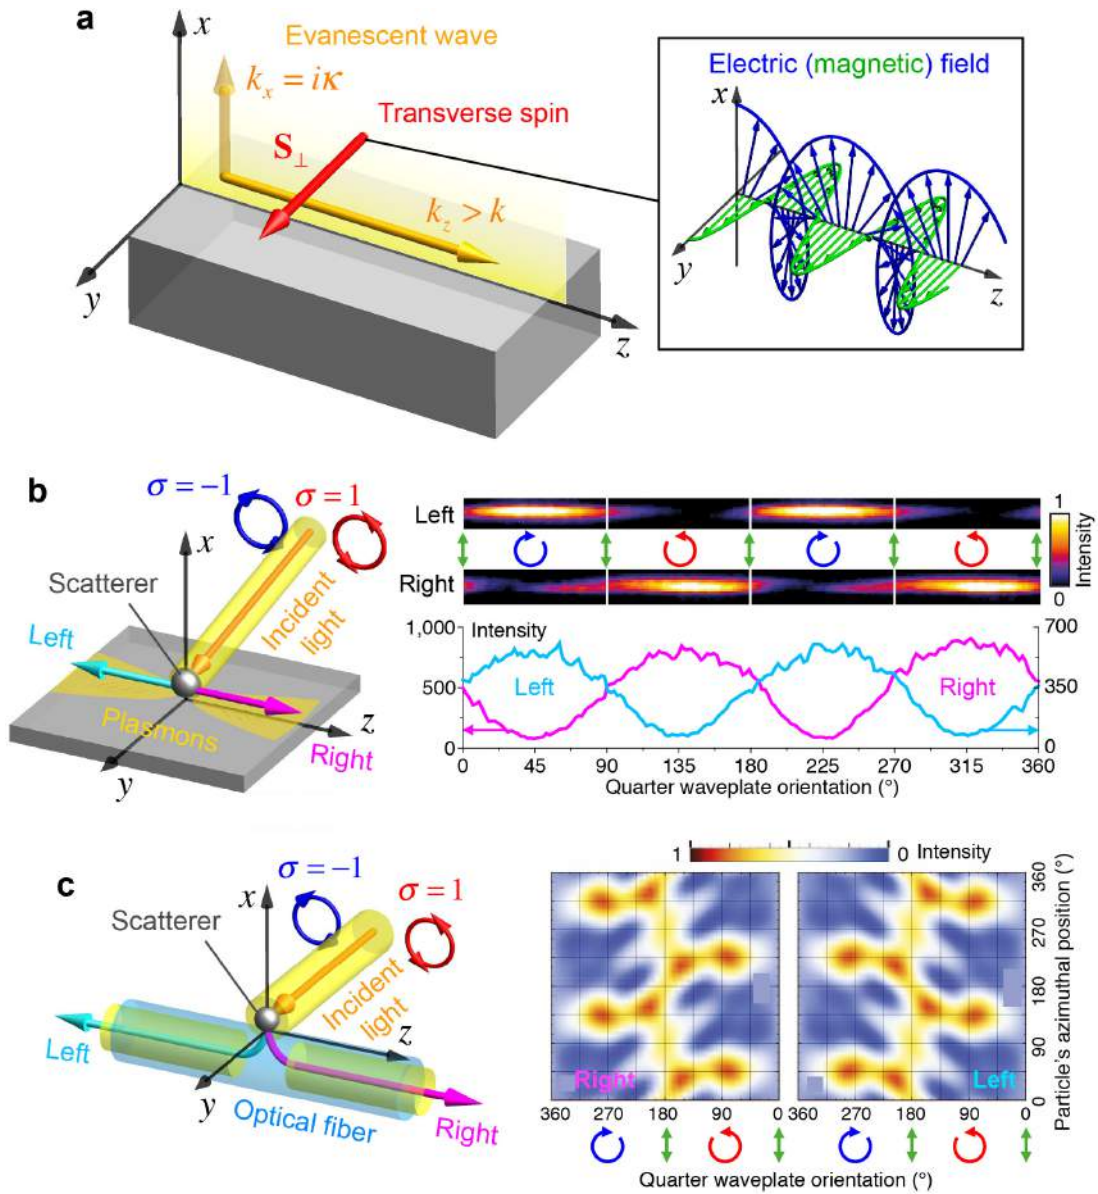 a
x
Evanescent wave
k_x = iκ
Transverse spin
S_⊥
k_z > k
y
z
Electric (magnetic) field
x
y
z
b
σ = −1
σ = 1
x
Scatterer
Incident
light
Left
Plasmons
z
Right
y
Left
Right
1
Intensity
0
1,000
Intensity
700
500
Left
Right
350
0
0
0 45 90 135 180 225 270 315 360
Quarter waveplate orientation (°)
c
σ = −1
σ = 1
x
Scatterer
Incident
light
z
Left
y
Optical fiber
Right
1
0 Intensity
Right
Left
360 270 180 90 0
360 270 180 90 0
0 90 180 270 360
Particle's azimuthal position (°)
Quarter waveplate orientation (°)